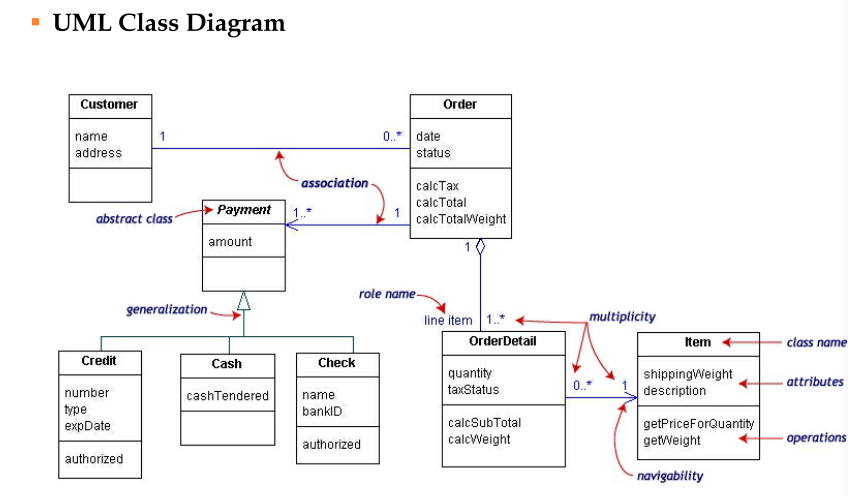 ▪ UML Class Diagram
Customer
name
address
1
0..*
Order
date
status
calcTax
calcTotal
calcTotalWeight
association
abstract class
Payment
amount
1..*
1
generalization
1
role name
line item
1..*
multiplicity
Credit
number
type
expDate
authorized
Cash
cashTendered
Check
name
bankID
authorized
OrderDetail
quantity
taxStatus
calcSubTotal
calcWeight
0..*
1
Item
shippingWeight
description
getPriceForQuantity
getWeight
class name
attributes
operations
navigability